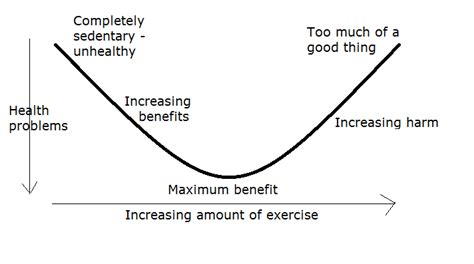 Completely
sedentary -
unhealthy
Too much of a
good thing
Increasing
benefits
Health
problems
Increasing harm
Maximum benefit
Increasing amount of exercise